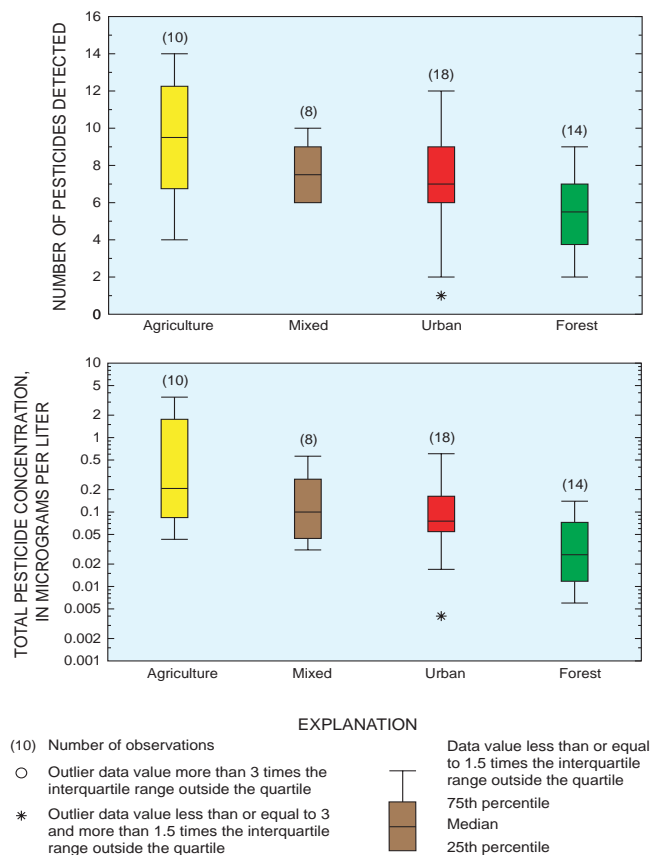 NUMBER OF PESTICIDES DETECTED
16
14
12
10
8
6
4
2
0
(10)
(8)
(18)
(14)
Agriculture
Mixed
Urban
Forest
TOTAL PESTICIDE CONCENTRATION,
IN MICROGRAMS PER LITER
10
5
2
1
0.5
0.2
0.1
0.05
0.02
0.01
0.005
0.002
0.001
(10)
(8)
(18)
(14)
Agriculture
Mixed
Urban
Forest
EXPLANATION
(10) Number of observations
Outlier data value more than 3 times the
interquartile range outside the quartile
Outlier data value less than or equal to 3
and more than 1.5 times the interquartile
range outside the quartile
Data value less than or equal
to 1.5 times the interquartile
range outside the quartile
75th percentile
Median
25th percentile